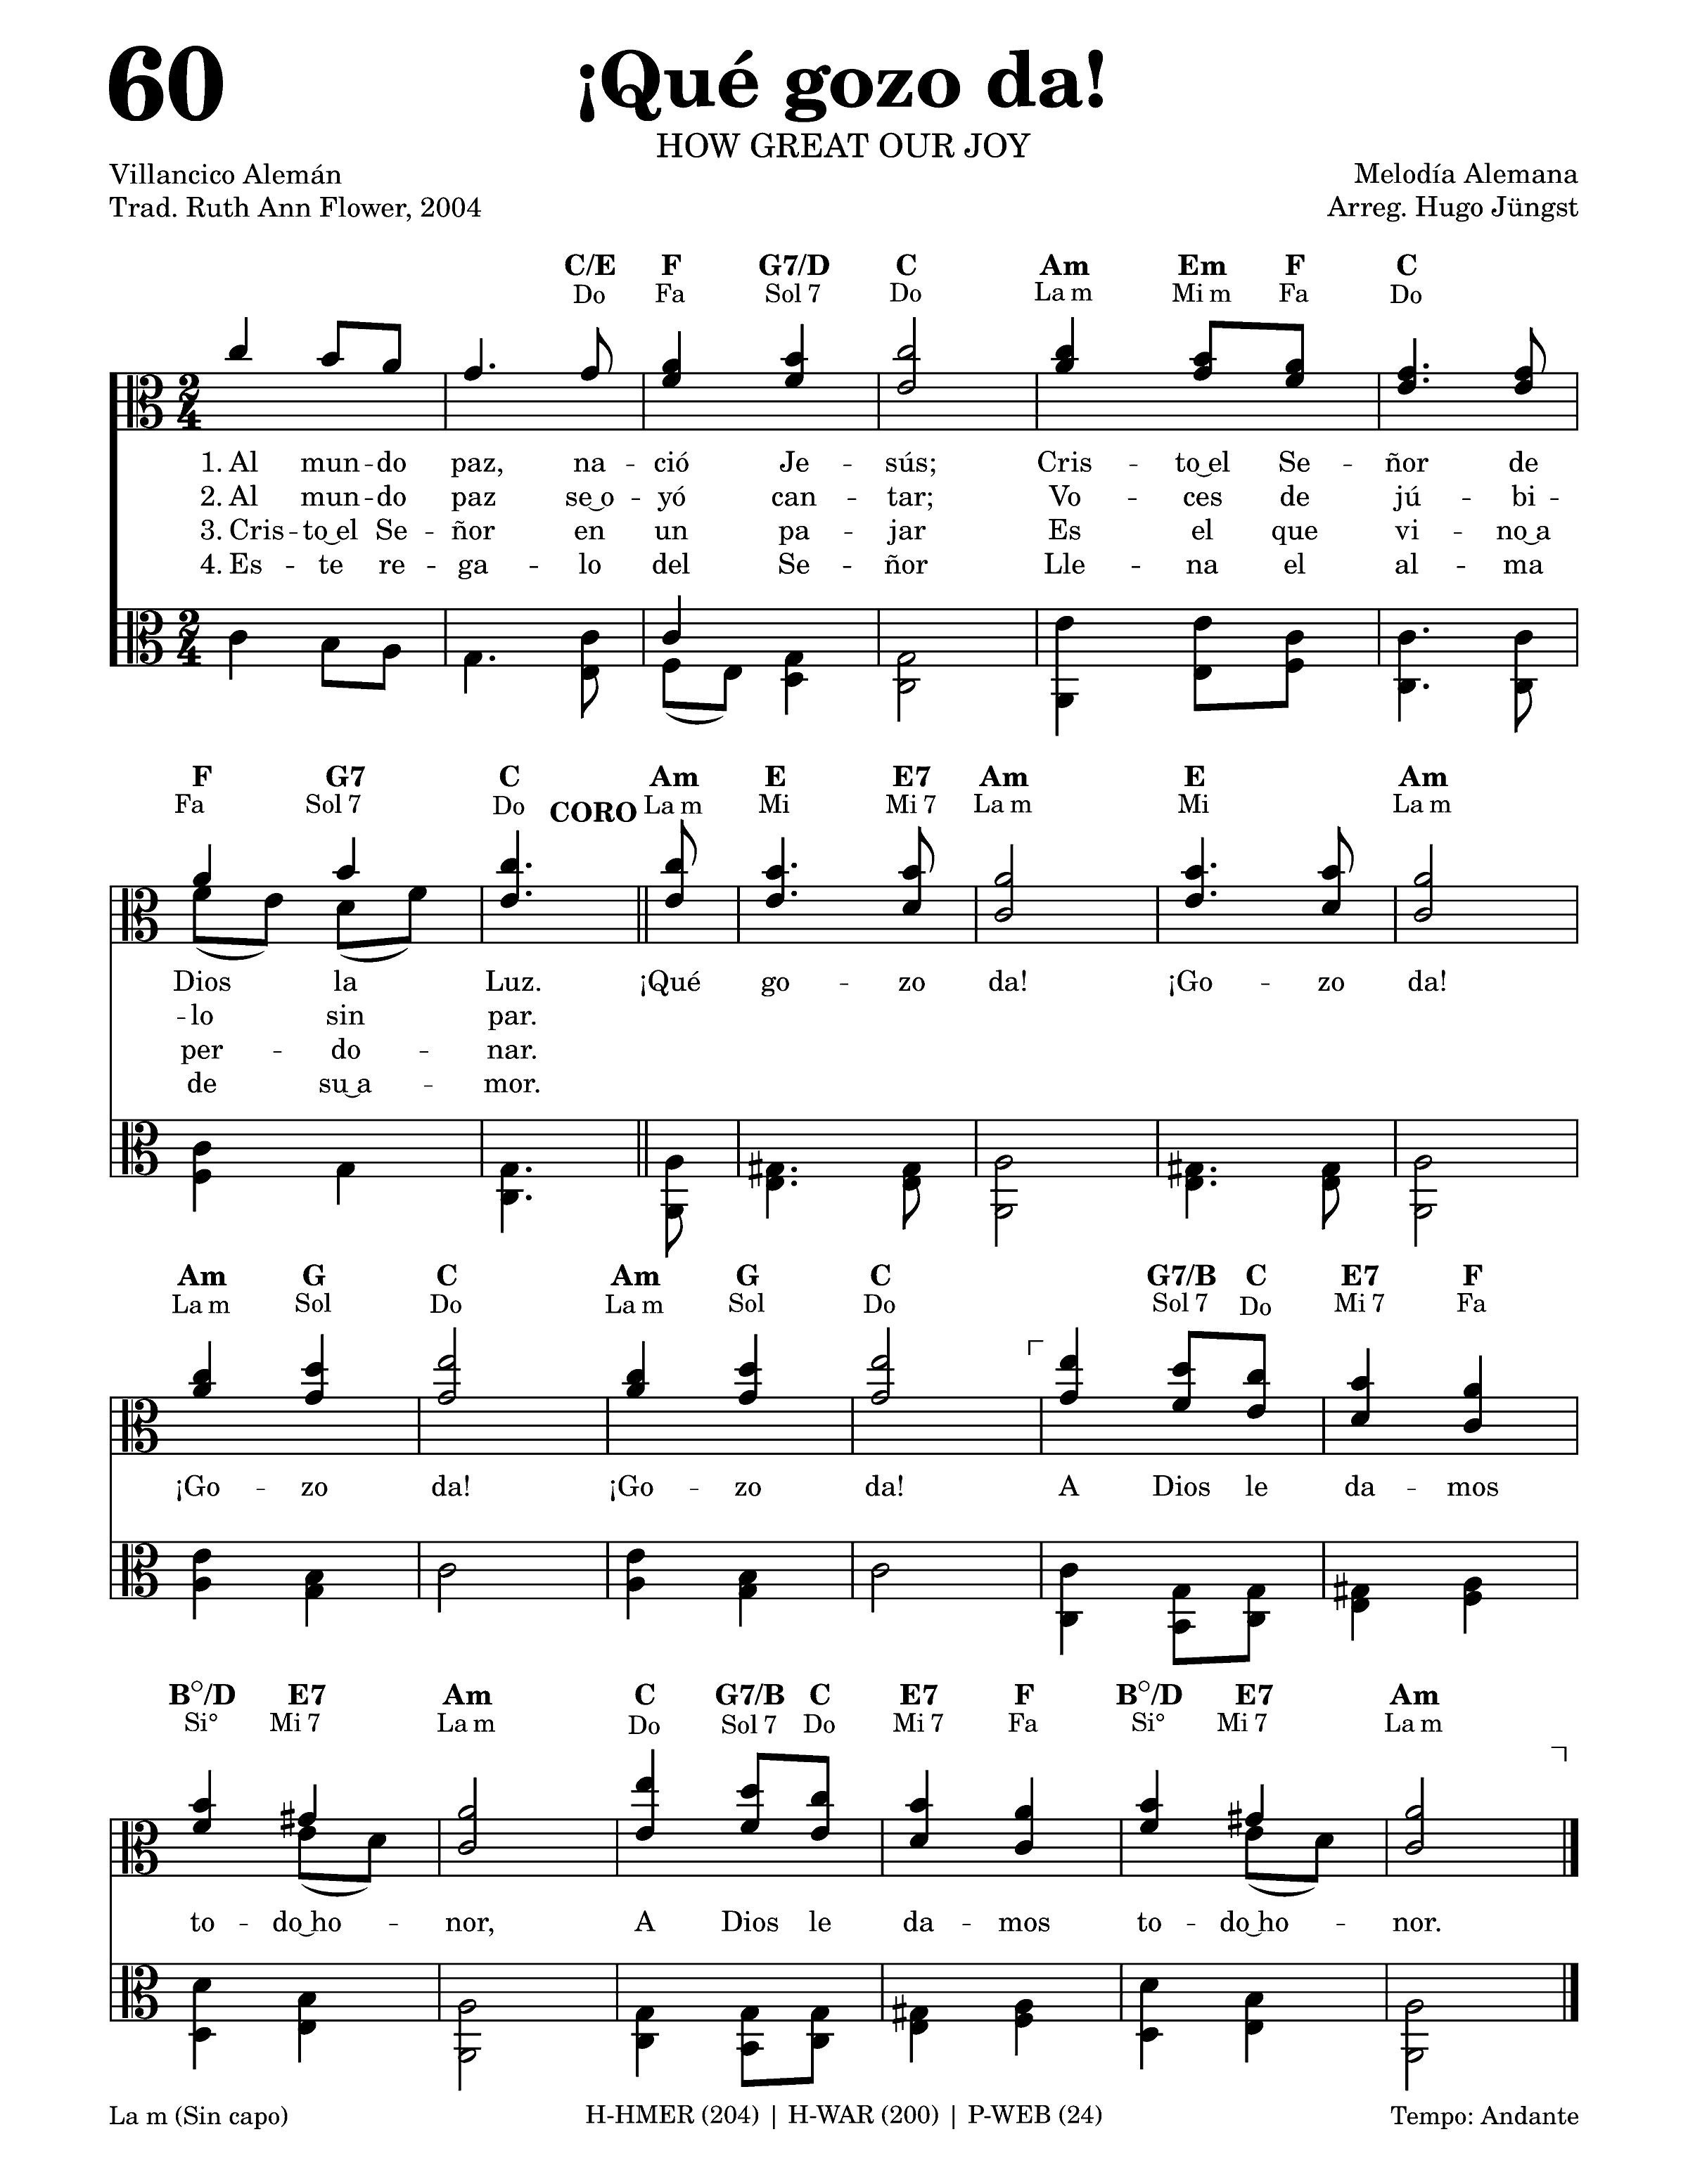 60
¡Qué gozo da!
HOW GREAT OUR JOY
Villancico Alemán
Melodía Alemana
Trad. Ruth Ann Flower, 2004
Arreg. Hugo Jüngst
C/E F G7/D C Am Em F C
Do Fa Sol 7 Do La m Mi m Fa Do
2 4
1. Al mun - do paz, na - ció Je - sús; Cris - to‿el Se - ñor de
2. Al mun - do paz se‿o - yó can - tar; Vo - ces de jú - bi -
3. Cris - to‿el Se - ñor en un pa - jar Es el que vi - no‿a
4. Es - te re - ga - lo del Se - ñor Lle - na el al - ma
2 4
F G7 C Am E E7 Am E Am
Fa Sol 7 Do La m Mi Mi 7 La m Mi La m
CORO
Dios la Luz. ¡Qué go - zo da! ¡Go - zo da!
- lo sin par.
per - do - nar.
de su‿a - mor.
Am G C Am G C G7/B C E7 F
La m Sol Do La m Sol Do Sol 7 Do Mi 7 Fa
¡Go - zo da! ¡Go - zo da! A Dios le da - mos
B°/D E7 Am C G7/B C E7 F B°/D E7 Am
Si° Mi 7 La m Do Sol 7 Do Mi 7 Fa Si° Mi 7 La m
to - do‿ho - nor, A Dios le da - mos to - do‿ho - nor.
La m (Sin capo)
H-HMER (204) | H-WAR (200) | P-WEB (24)
Tempo: Andante